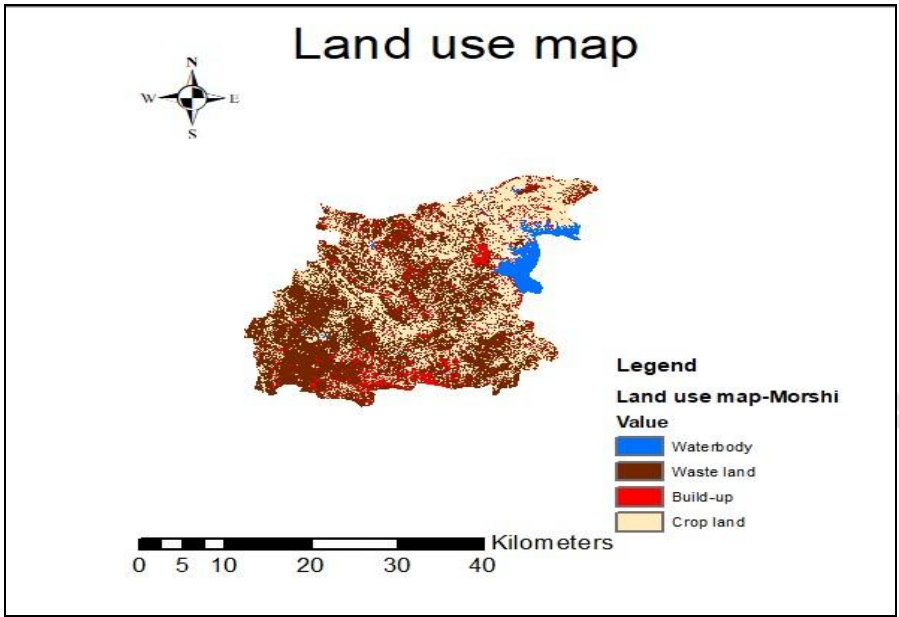 Land use map
N
W E
S
Legend
Land use map-Morshi
Value
Waterbody
Waste land
Build-up
Crop land
Kilometers
0 5 10 20 30 40